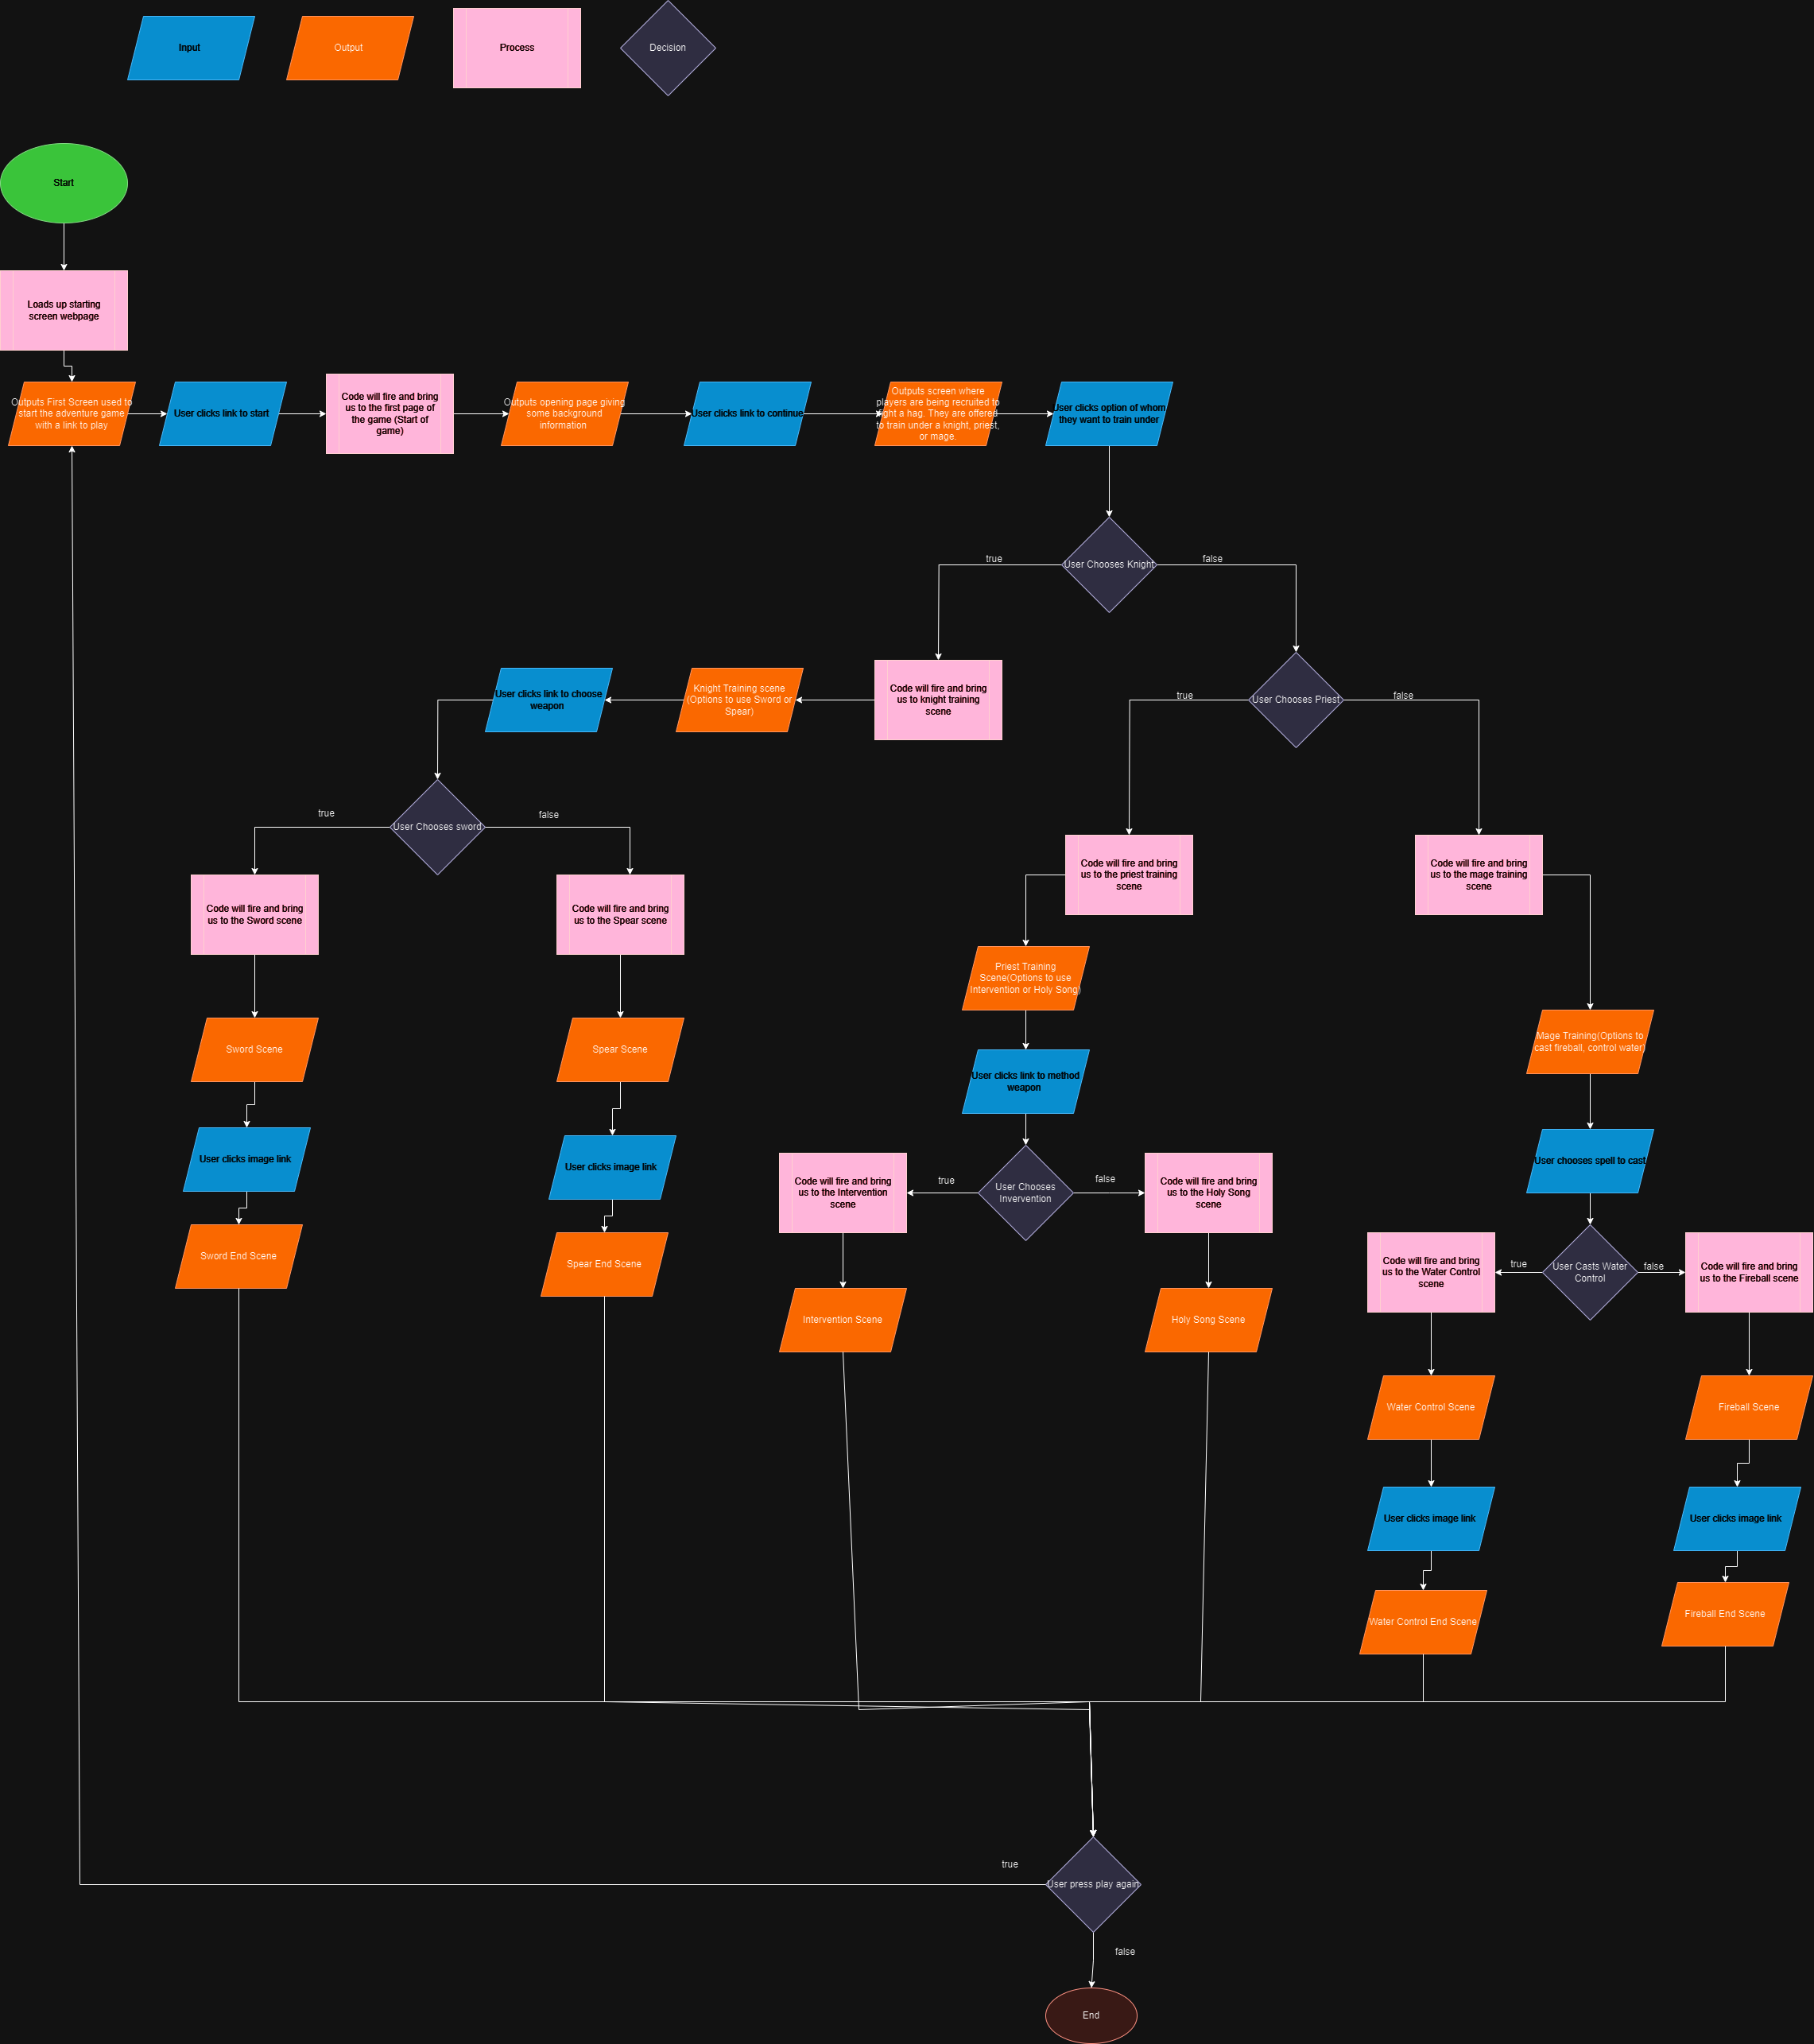 Input
Output
Process
Decision
Start
Loads up starting
screen webpage
Outputs First Screen used to
start the adventure game
with a link to play
User clicks link to start
Code will fire and bring
us to the first page of
the game (Start of
game)
Outputs opening page giving
some background
information
User clicks link to continue
Outputs screen where
players are being recruited to
fight a hag. They are offered
to train under a knight, priest,
or mage.
User clicks option of whom
they want to train under
true
User Chooses Knight
false
User clicks link to choose
weapon
Knight Training scene
(Options to use Sword or
Spear)
Code will fire and bring
us to knight training
scene
true
User Chooses Priest
false
true
User Chooses sword
false
Code will fire and bring
us to the priest training
scene
Code will fire and bring
us to the mage training
scene
Code will fire and bring
us to the Sword scene
Code will fire and bring
us to the Spear scene
Priest Training
Scene(Options to use
Intervention or Holy Song)
Sword Scene
Spear Scene
Mage Training(Options to
cast fireball, control water)
User clicks link to method
weapon
User clicks image link
User clicks image link
User chooses spell to cast
Code will fire and bring
us to the Intervention
scene
true
User Chooses
Invervention
false
Code will fire and bring
us to the Holy Song
scene
Sword End Scene
Spear End Scene
Code will fire and bring
us to the Water Control
scene
true
User Casts Water
Control
false
Code will fire and bring
us to the Fireball scene
Intervention Scene
Holy Song Scene
Water Control Scene
Fireball Scene
User clicks image link
User clicks image link
Water Control End Scene
Fireball End Scene
true
User press play again
false
End